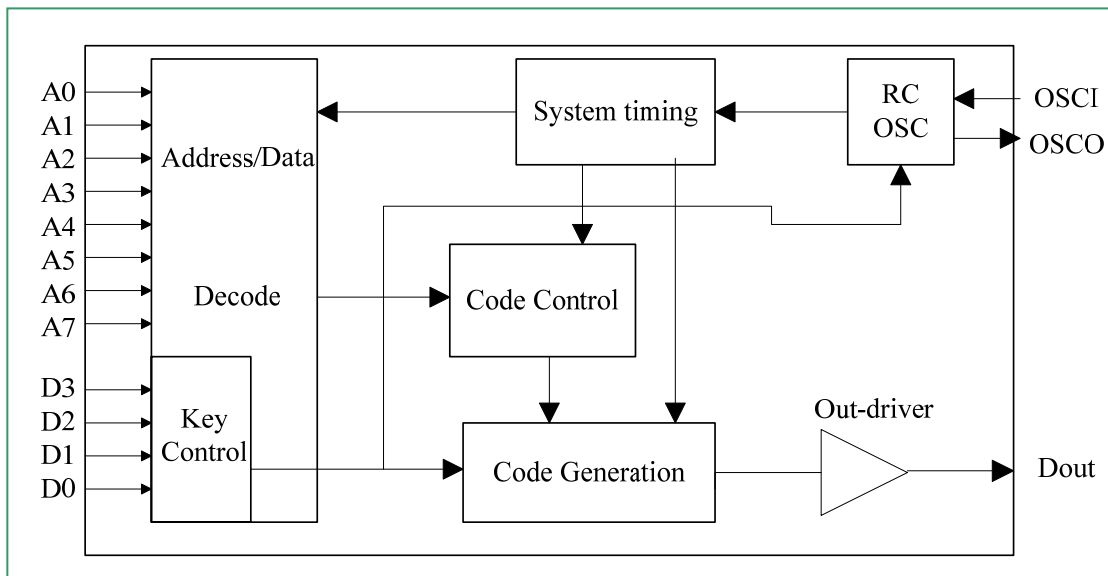 A0
A1
A2
A3
A4
A5
A6
A7
D3
D2
D1
D0
Address/Data
Decode
Key
Control
System timing
RC
OSC
OSCI
OSCO
Code Control
Code Generation
Out-driver
Dout